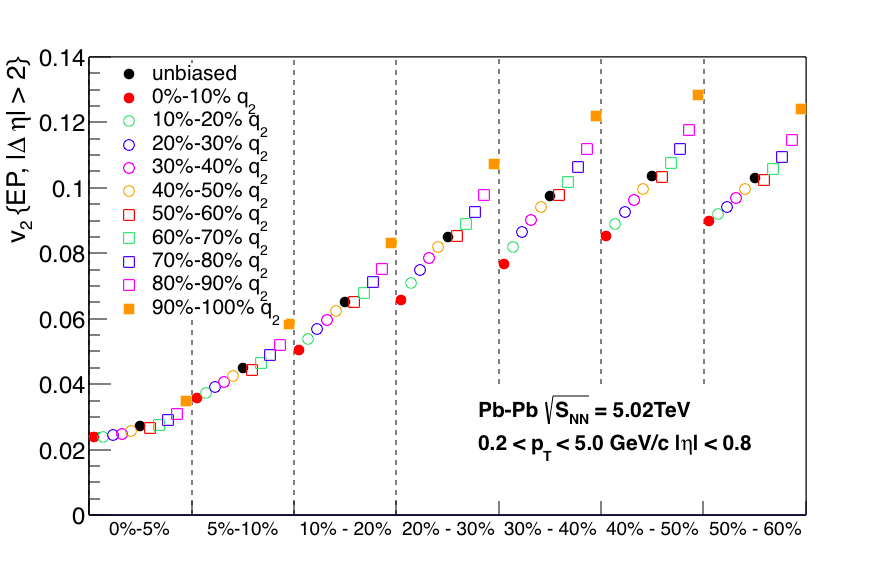 v2 {EP, |Δ η| > 2}
0.14
0.12
0.1
0.08
0.06
0.04
0.02
0
unbiased
0%-10% q2
10%-20% q2
20%-30% q2
30%-40% q2
40%-50% q2
50%-60% q2
60%-70% q2
70%-80% q2
80%-90% q2
90%-100% q2
Pb-Pb √SNN = 5.02TeV
0.2 < pT < 5.0 GeV/c |η| < 0.8
0%-5% 5%-10% 10% - 20% 20% - 30% 30% - 40% 40% - 50% 50% - 60%